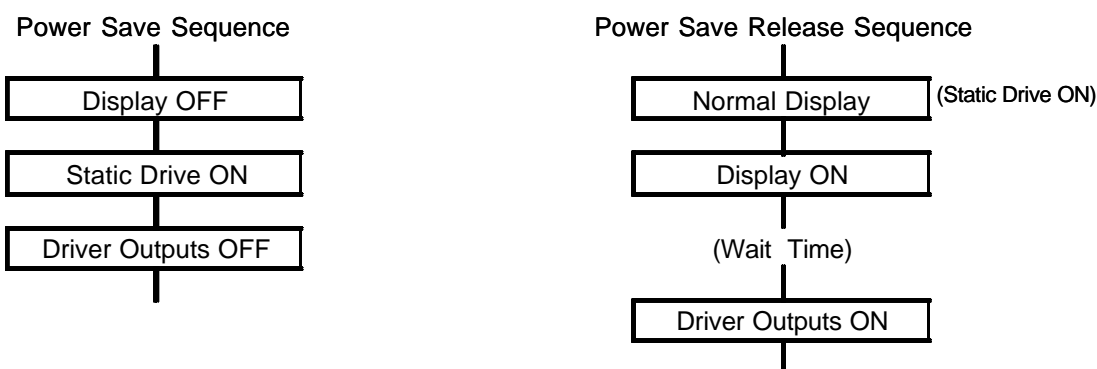 Power Save Sequence
Display OFF
Static Drive ON
Driver Outputs OFF
Power Save Release Sequence
Normal Display
(Static Drive ON)
Display ON
(Wait Time)
Driver Outputs ON